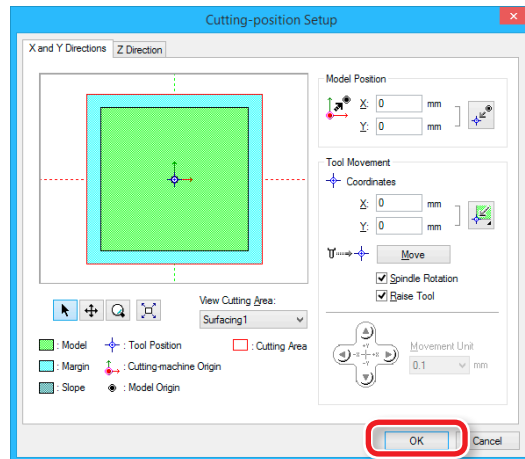 Cutting-position Setup
X and Y Directions
Z Direction
Model Position
X: 0 mm
Y: 0 mm
Tool Movement
Coordinates
X: 0 mm
Y: 0 mm
Move
Spindle Rotation
Raise Tool
View Cutting Area:
Surfacing1
: Model
: Tool Position
: Cutting Area
: Margin
: Cutting-machine Origin
: Slope
: Model Origin
+Y
-X
+X
-Y
Movement Unit
0.1 mm
OK
Cancel